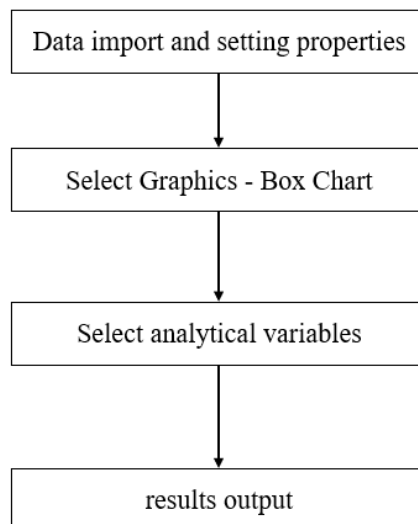 Data import and setting properties
Select Graphics - Box Chart
Select analytical variables
results output